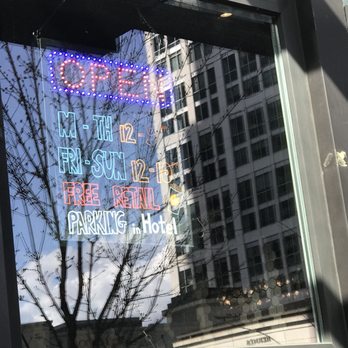 OPEN
M - TH 12 -
FRI - SUN 12 -
FREE RETAIL
PARKING in Hotel